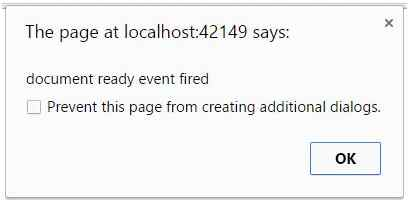 The page at localhost:42149 says:
document ready event fired
Prevent this page from creating additional dialogs.
OK